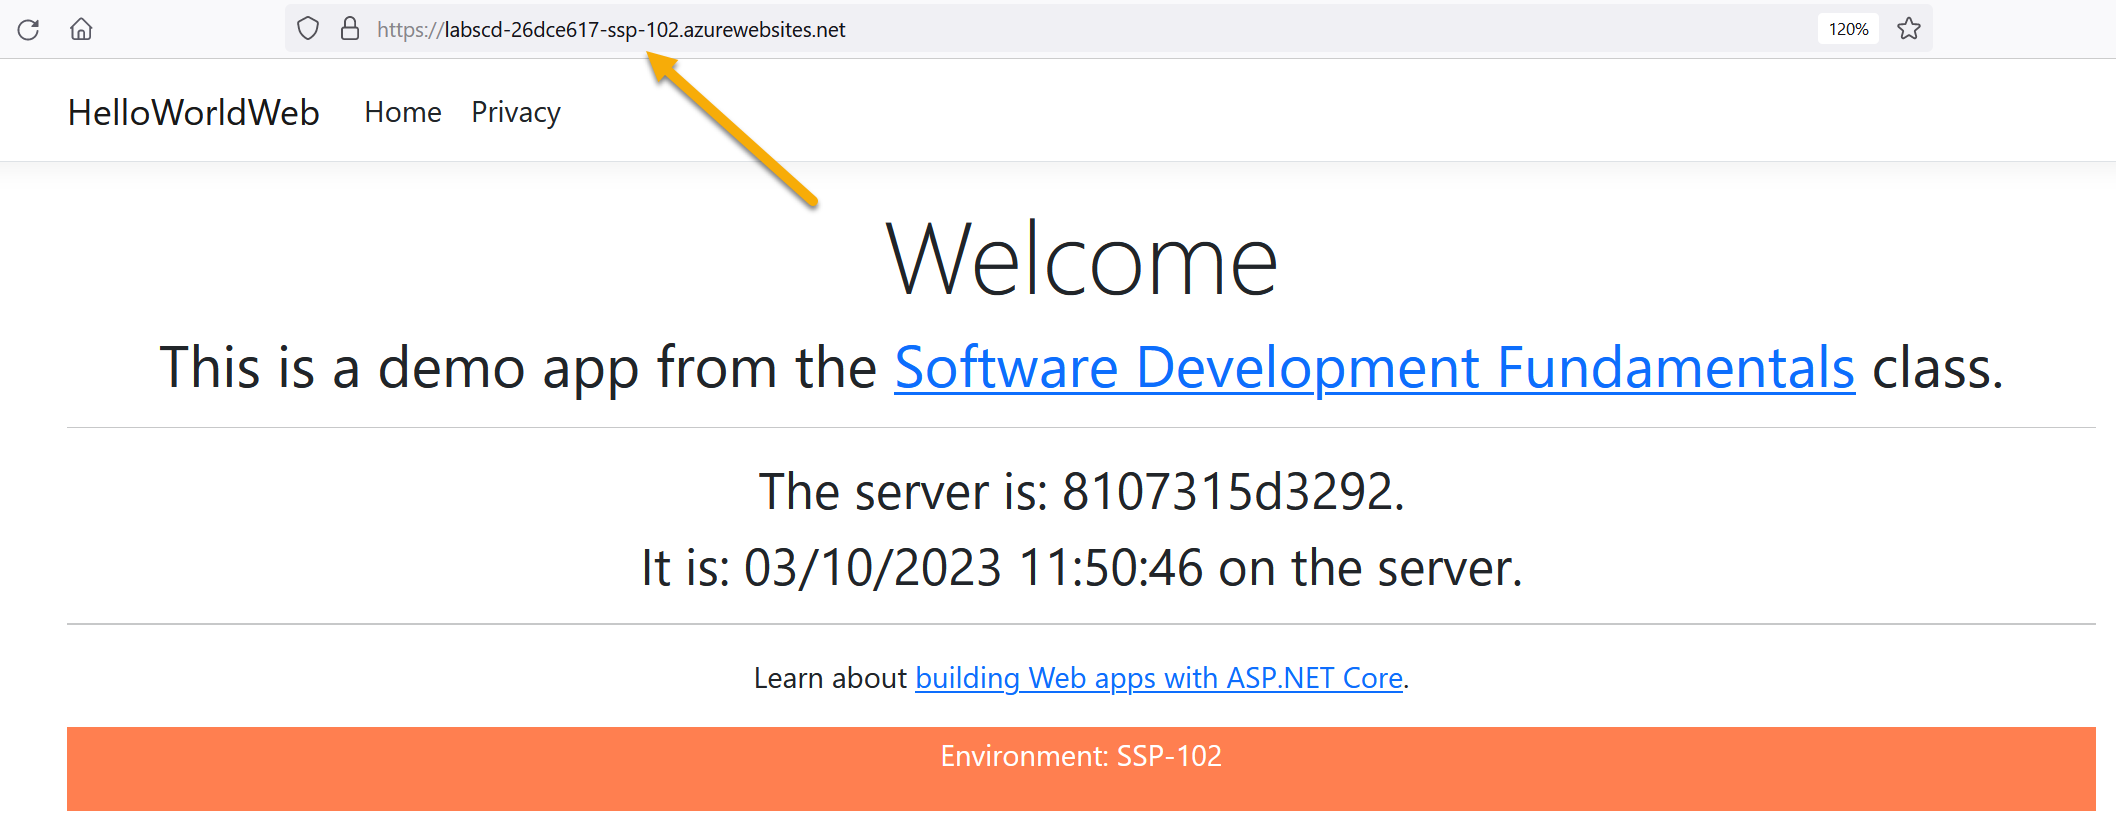 https://labscd-26dce617-ssp-102.azurewebsites.net 120%
HelloWorldWeb Home Privacy
Welcome
This is a demo app from the Software Development Fundamentals class.
The server is: 8107315d3292.
It is: 03/10/2023 11:50:46 on the server.
Learn about building Web apps with ASP.NET Core.
Environment: SSP-102